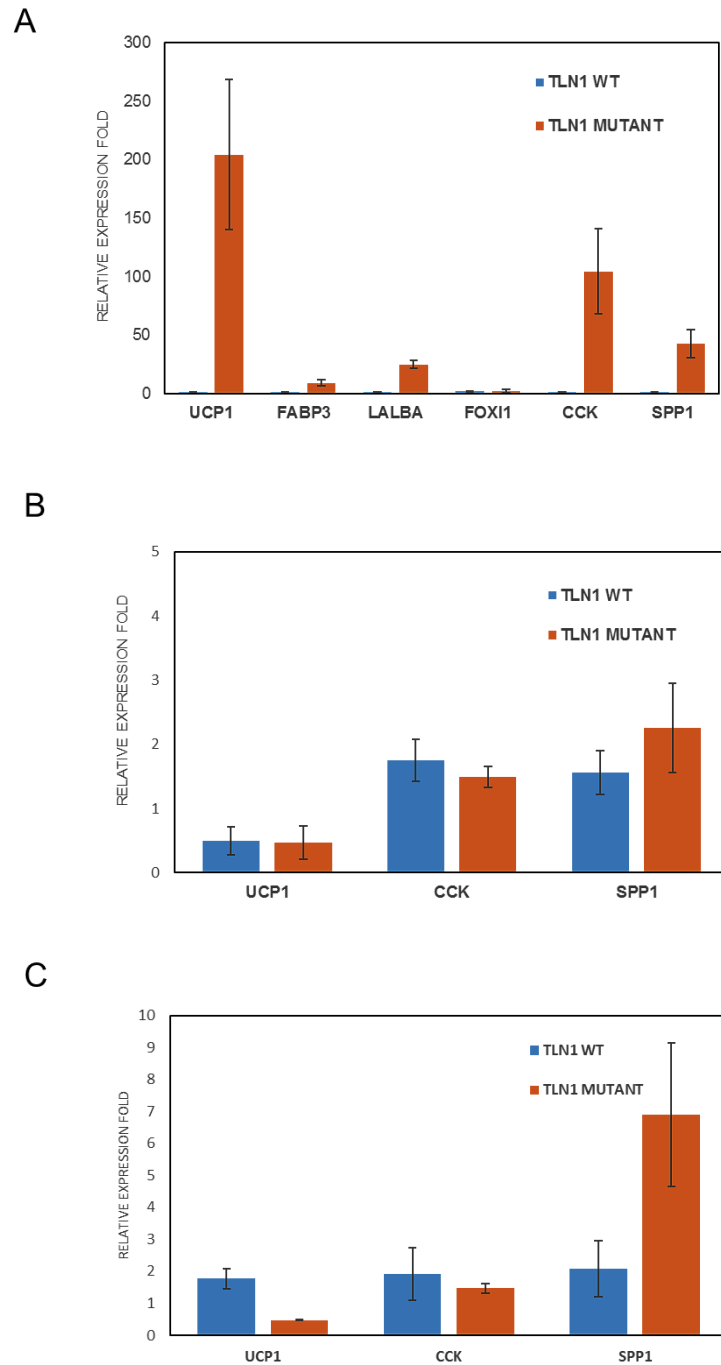 A
RELATIVE EXPRESSION FOLD
300
250
200
150
100
50
0
TLN1 WT
TLN1 MUTANT
UCP1 FABP3 LALBA FOXI1 CCK SPP1
B
RELATIVE EXPRESSION FOLD
5
4
3
2
1
0
TLN1 WT
TLN1 MUTANT
UCP1 CCK SPP1
C
RELATIVE EXPRESSION FOLD
10
9
8
7
6
5
4
3
2
1
0
TLN1 WT
TLN1 MUTANT
UCP1 CCK SPP1